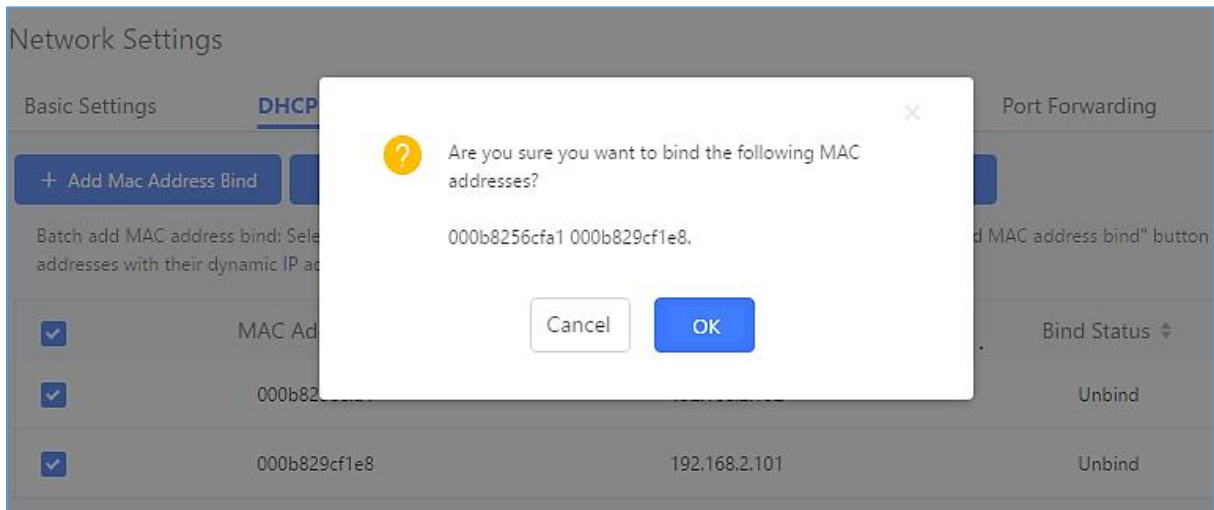 Network Settings
Basic Settings DHCP Port Forwarding
+ Add Mac Address Bind
Are you sure you want to bind the following MAC
addresses?
000b8256cfa1 000b829cf1e8.
Cancel OK
Batch add MAC address bind: MAC address bind" button
addresses with their dynamic IP
MAC Bind Status
Unbind
000b829cf1e8 192.168.2.101 Unbind